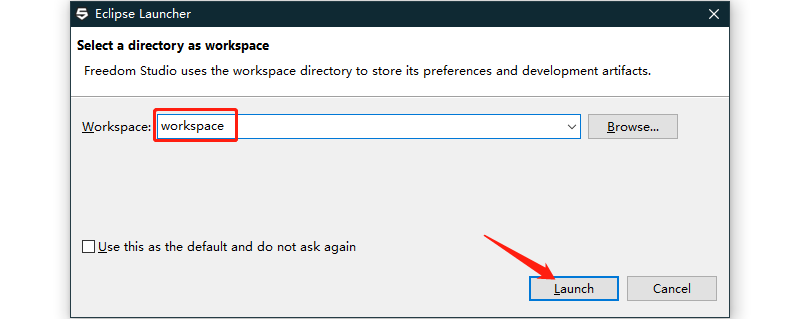 Eclipse Launcher
Select a directory as workspace
Freedom Studio uses the workspace directory to store its preferences and development artifacts.
Workspace: workspace Browse...
Use this as the default and do not ask again
Launch Cancel